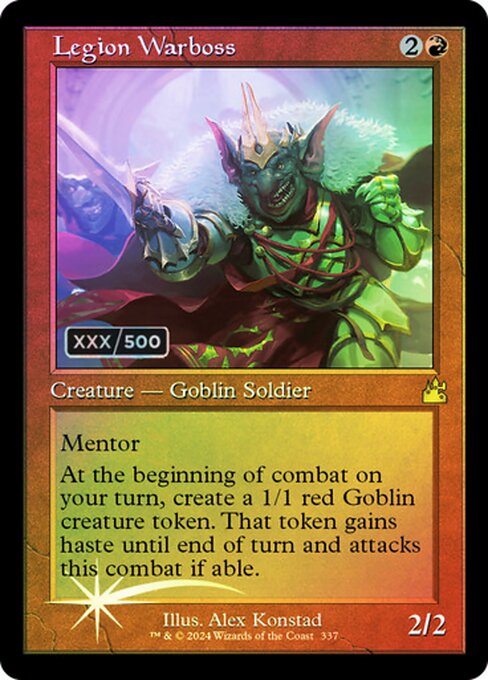 Legion Warboss 2
XXX/500
Creature — Goblin Soldier
Mentor
At the beginning of combat on
your turn, create a 1/1 red Goblin
creature token. That token gains
haste until end of turn and attacks
this combat if able.
Illus. Alex Konstad
™ & © 2024 Wizards of the Coast 337
2/2